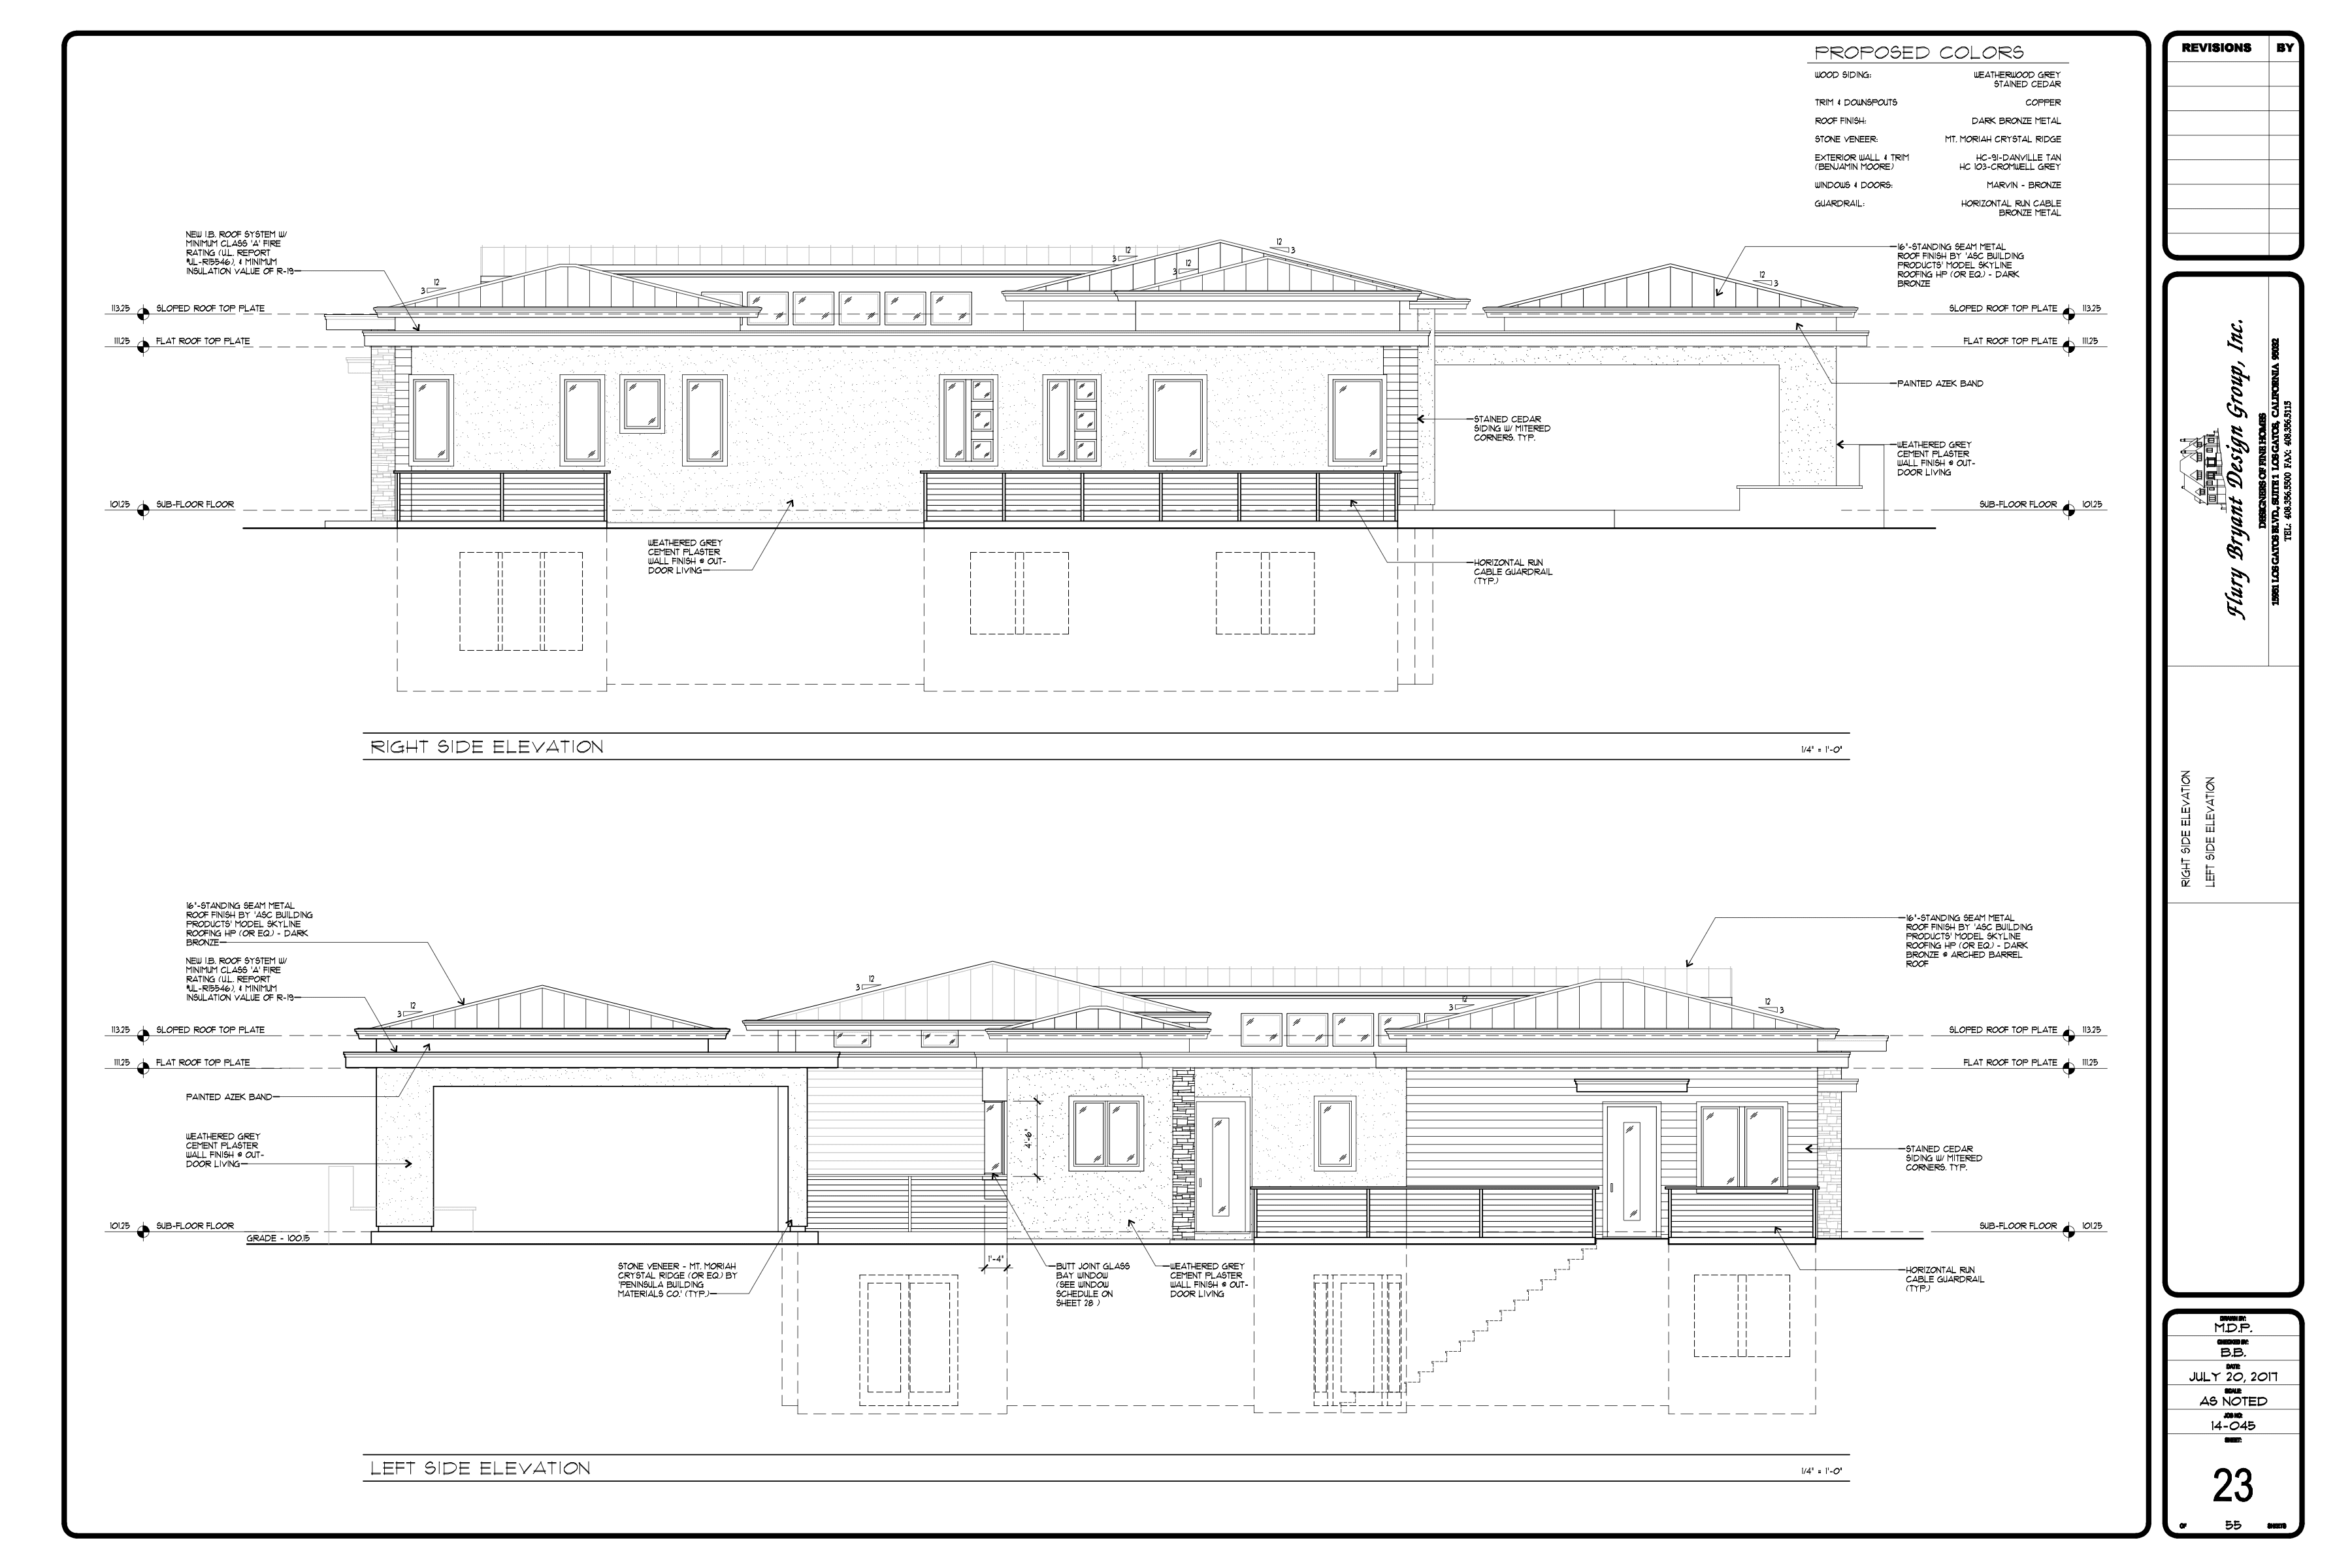 PROPOSED COLORS
WOOD SIDING: WEATHERWOOD GREY
STAINED CEDAR
TRIM & DOWNSPOUTS COPPER
ROOF FINISH: DARK BRONZE METAL
STONE VENEER: MT. MORIAH CRYSTAL RIDGE
EXTERIOR WALL & TRIM HC-91-DANVILLE TAN
(BENJAMIN MOORE) HC 103-CROMWELL GREY
WINDOWS & DOORS: MARVIN - BRONZE
GUARDRAIL: HORIZONTAL RUN CABLE
BRONZE METAL
NEW I.B. ROOF SYSTEM W/
MINIMUM CLASS 'A' FIRE
RATING (U.L. REPORT
#UL-R15546), & MINIMUM
INSULATION VALUE OF R-19
12
3
12
3
12
3
12
3
12
3
16"-STANDING SEAM METAL
ROOF FINISH BY 'ASC BUILDING
PRODUCTS' MODEL SKYLINE
ROOFING HP (OR EQ.) - DARK
BRONZE
113.25 SLOPED ROOF TOP PLATE
SLOPED ROOF TOP PLATE 113.25
111.25 FLAT ROOF TOP PLATE
FLAT ROOF TOP PLATE 111.25
PAINTED AZEK BAND
STAINED CEDAR
SIDING W/ MITERED
CORNERS. TYP.
WEATHERED GREY
CEMENT PLASTER
WALL FINISH @ OUT-
DOOR LIVING
101.25 SUB-FLOOR FLOOR
SUB-FLOOR FLOOR 101.25
WEATHERED GREY
CEMENT PLASTER
WALL FINISH @ OUT-
DOOR LIVING
HORIZONTAL RUN
CABLE GUARDRAIL
(TYP.)
RIGHT SIDE ELEVATION 1/4" = 1'-0"
16"-STANDING SEAM METAL
ROOF FINISH BY 'ASC BUILDING
PRODUCTS' MODEL SKYLINE
ROOFING HP (OR EQ.) - DARK
BRONZE
NEW I.B. ROOF SYSTEM W/
MINIMUM CLASS 'A' FIRE
RATING (U.L. REPORT
#UL-R15546), & MINIMUM
INSULATION VALUE OF R-19
12
3
12
3
12
3
12
3
16"-STANDING SEAM METAL
ROOF FINISH BY 'ASC BUILDING
PRODUCTS' MODEL SKYLINE
ROOFING HP (OR EQ.) - DARK
BRONZE @ ARCHED BARREL
ROOF
113.25 SLOPED ROOF TOP PLATE
SLOPED ROOF TOP PLATE 113.25
111.25 FLAT ROOF TOP PLATE
FLAT ROOF TOP PLATE 111.25
PAINTED AZEK BAND
WEATHERED GREY
CEMENT PLASTER
WALL FINISH @ OUT-
DOOR LIVING
4'-6"
STAINED CEDAR
SIDING W/ MITERED
CORNERS. TYP.
101.25 SUB-FLOOR FLOOR
SUB-FLOOR FLOOR 101.25
GRADE - 100.15
1'-4"
STONE VENEER - MT. MORIAH
CRYSTAL RIDGE (OR EQ.) BY
'PENINSULA BUILDING
MATERIALS CO.' (TYP.)
BUTT JOINT GLASS
BAY WINDOW
(SEE WINDOW
SCHEDULE ON
SHEET 28 )
WEATHERED GREY
CEMENT PLASTER
WALL FINISH @ OUT-
DOOR LIVING
HORIZONTAL RUN
CABLE GUARDRAIL
(TYP.)
LEFT SIDE ELEVATION 1/4" = 1'-0"
REVISIONS BY
Flury Bryant Design Group, Inc.
DESIGNERS OF FINE HOMES
15951 LOS GATOS BLVD., SUITE 1 LOS GATOS, CALIFORNIA 95032
TEL: 408.356.5500 FAX: 408.356.5115
RIGHT SIDE ELEVATION
LEFT SIDE ELEVATION
DRAWN BY:
M.D.P.
CHECKED BY:
B.B.
DATE:
JULY 20, 2017
SCALE:
AS NOTED
JOB NO:
14-045
SHEET:
23
OF 55 SHEETS